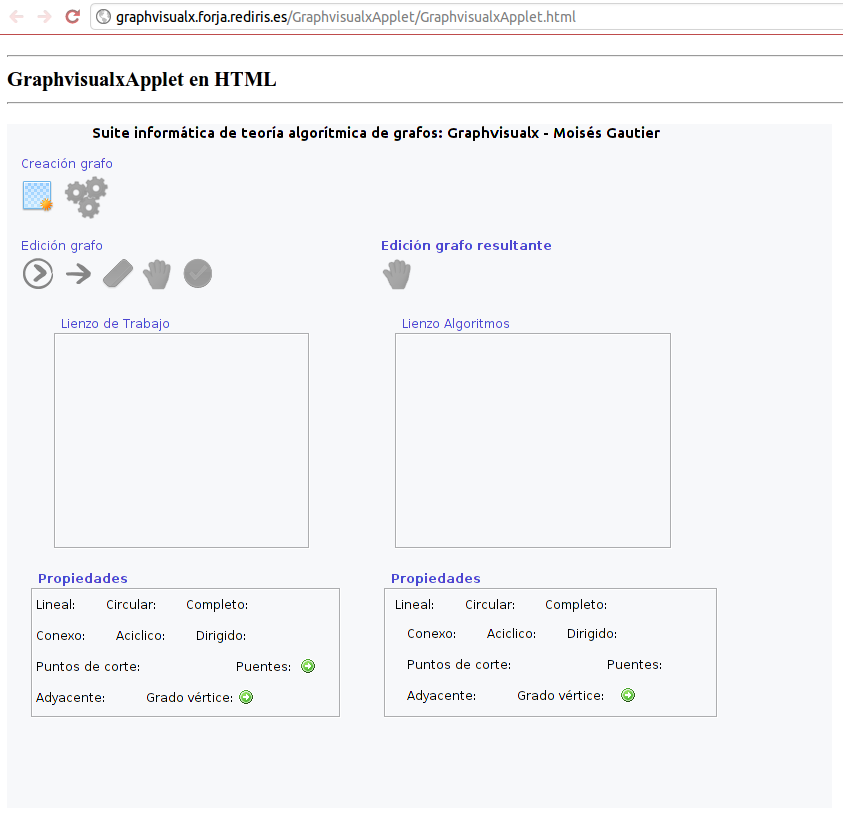 graphvisualx.forja.rediris.es/GraphvisualxApplet/GraphvisualxApplet.html
GraphvisualxApplet en HTML
Suite informática de teoría algorítmica de grafos: Graphvisualx - Moisés Gautier
Creación grafo
Edición grafo
Edición grafo resultante
Lienzo de Trabajo
Lienzo Algoritmos
Propiedades
Lineal: Circular: Completo:
Conexo: Aciclico: Dirigido:
Puntos de corte: Puentes:
Adyacente: Grado vértice:
Propiedades
Lineal: Circular: Completo:
Conexo: Aciclico: Dirigido:
Puntos de corte: Puentes:
Adyacente: Grado vértice: